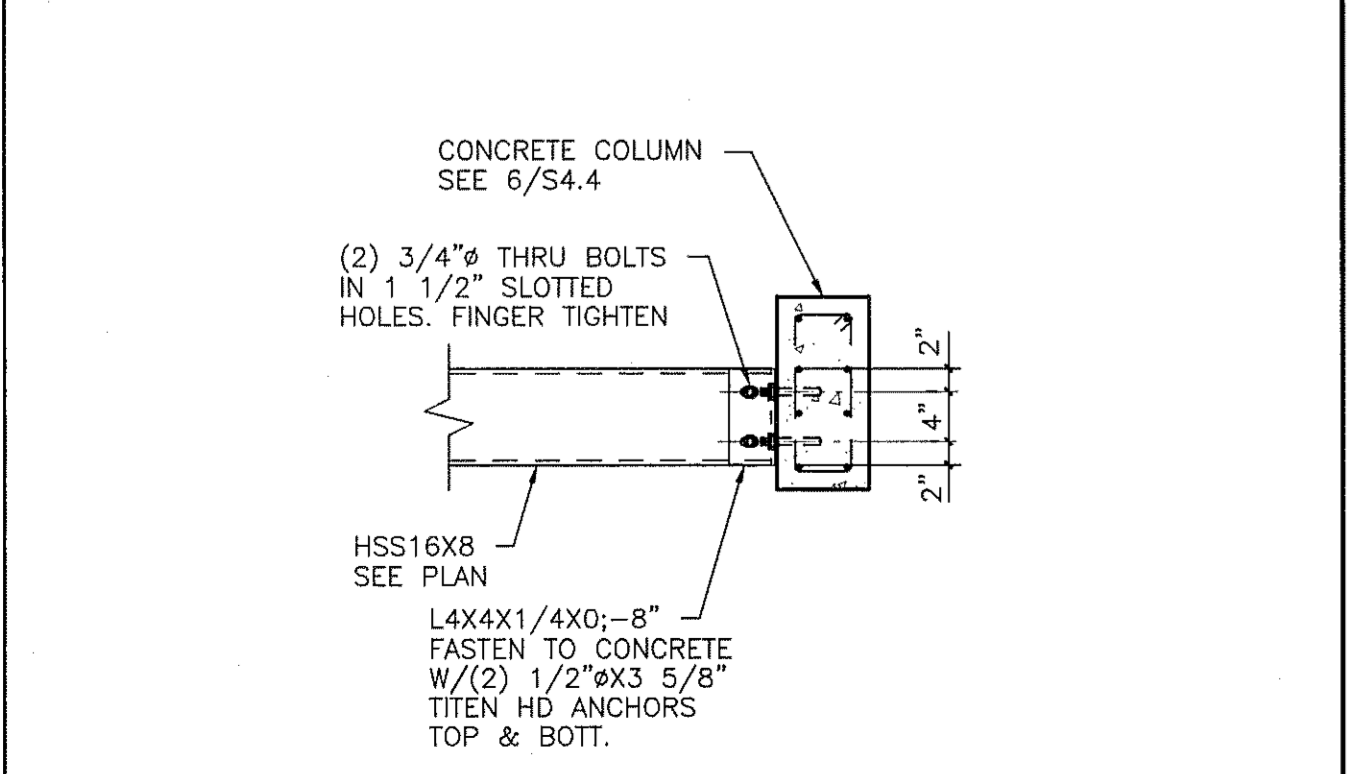 CONCRETE COLUMN
SEE 6/S4.4
(2) 3/4"ø THRU BOLTS
IN 1 1/2" SLOTTED
HOLES. FINGER TIGHTEN
2"
4"
2"
HSS16X8
SEE PLAN
L4X4X1/4X0;-8"
FASTEN TO CONCRETE
W/(2) 1/2"øX3 5/8"
TITEN HD ANCHORS
TOP & BOTT.